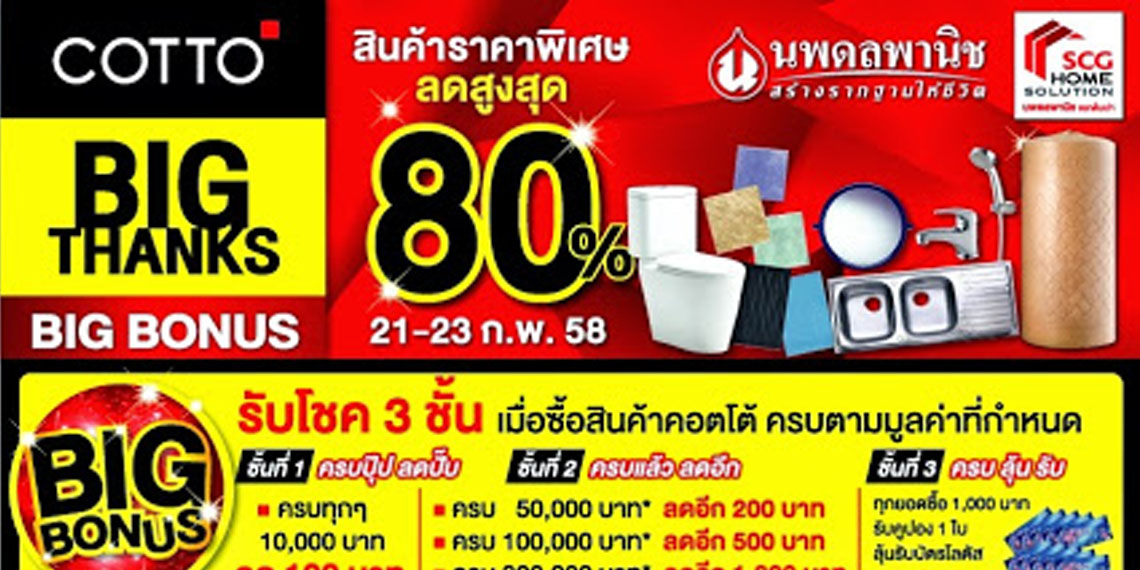 COTTO
BIG
THANKS
BIG BONUS
สินค้าราคาพิเศษ
ลดสูงสุด
80%
21-23 ก.พ. 58
นพดลพานิช
สร้างรากฐานให้ชีวิต
SCG
HOME
SOLUTION
BIG
BONUS
รับโชค 3 ชั้น เมื่อซื้อสินค้าคอตโต้ ครบตามมูลค่าที่กำหนด
ชั้นที่ 1 ครบปุ๊ป ลดปั๊บ
■ ครบทุกๆ
10,000 บาท
ชั้นที่ 2 ครบแล้ว ลดอีก
■ ครบ 50,000 บาท* ลดอีก 200 บาท
■ ครบ 100,000 บาท* ลดอีก 500 บาท
ชั้นที่ 3 ครบ ลุ้น รับ
ทุกยอดซื้อ 1,000 บาท
รับคูปอง 1 ใบ
ลุ้นรับบัตรโลตัส